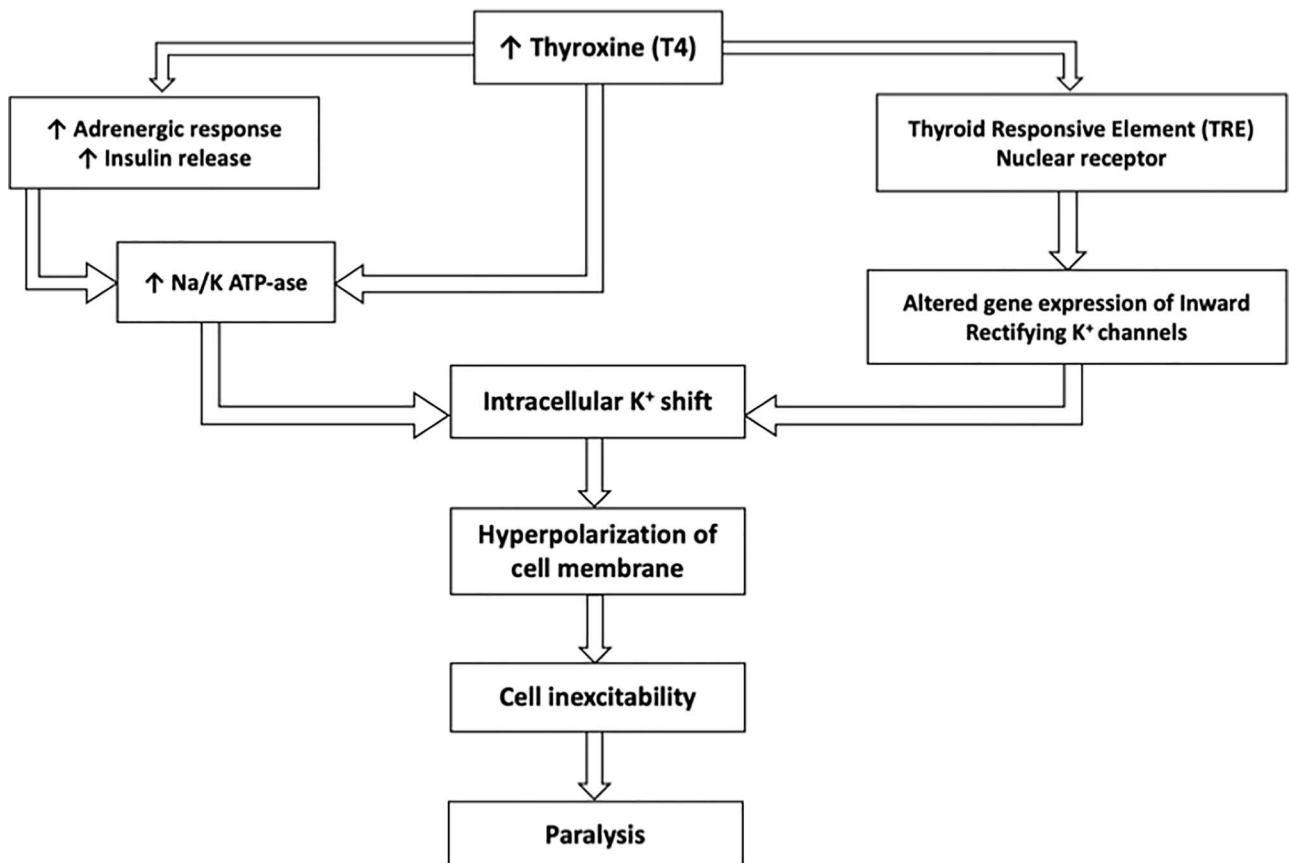 ↑ Thyroxine (T4)
↑ Adrenergic response
↑ Insulin release
Thyroid Responsive Element (TRE)
Nuclear receptor
↑ Na/K ATP-ase
Altered gene expression of Inward
Rectifying K⁺ channels
Intracellular K⁺ shift
Hyperpolarization of
cell membrane
Cell inexcitability
Paralysis